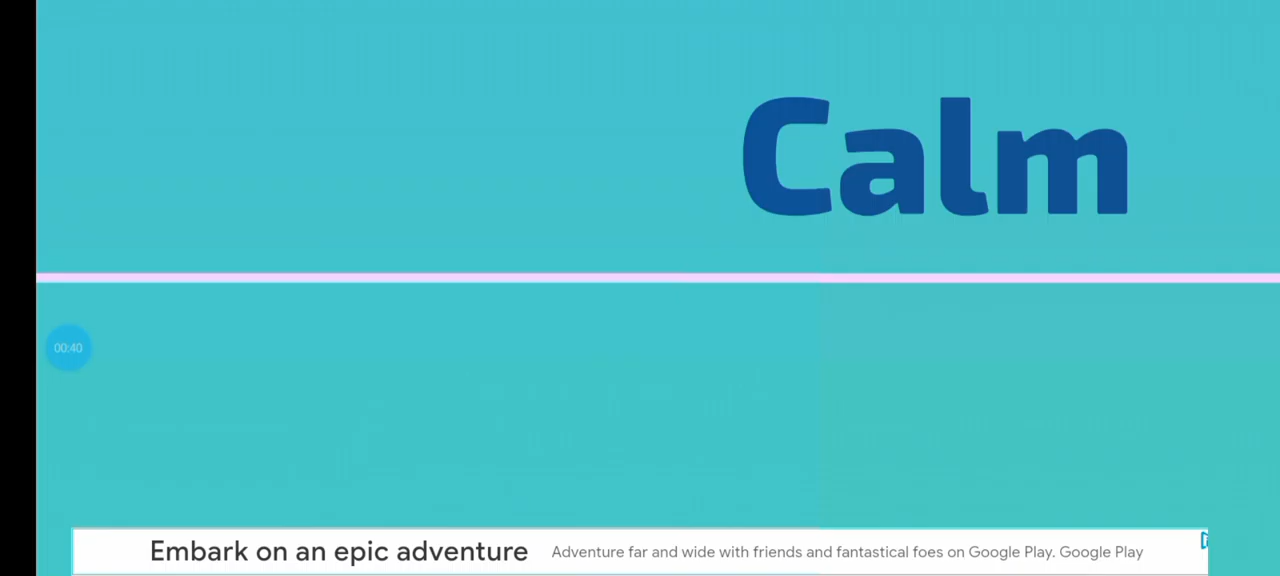 Calm
00:40
Embark on an epic adventure Adventure far and wide with friends and fantastical foes on Google Play. Google Play